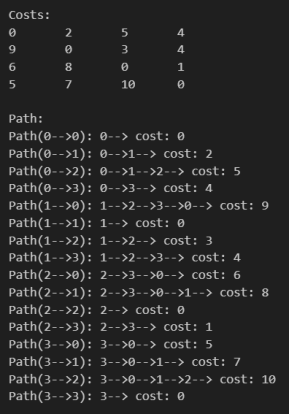 Costs:
0 2 5 4
9 0 3 4
6 8 0 1
5 7 10 0
Path:
Path(0-->0): 0--> cost: 0
Path(0-->1): 0-->1--> cost: 2
Path(0-->2): 0-->1-->2--> cost: 5
Path(0-->3): 0-->3--> cost: 4
Path(1-->0): 1-->2-->3-->0--> cost: 9
Path(1-->1): 1--> cost: 0
Path(1-->2): 1-->2--> cost: 3
Path(1-->3): 1-->2-->3--> cost: 4
Path(2-->0): 2-->3-->0--> cost: 6
Path(2-->1): 2-->3-->0-->1--> cost: 8
Path(2-->2): 2--> cost: 0
Path(2-->3): 2-->3--> cost: 1
Path(3-->0): 3-->0--> cost: 5
Path(3-->1): 3-->0-->1--> cost: 7
Path(3-->2): 3-->0-->1-->2--> cost: 10
Path(3-->3): 3--> cost: 0